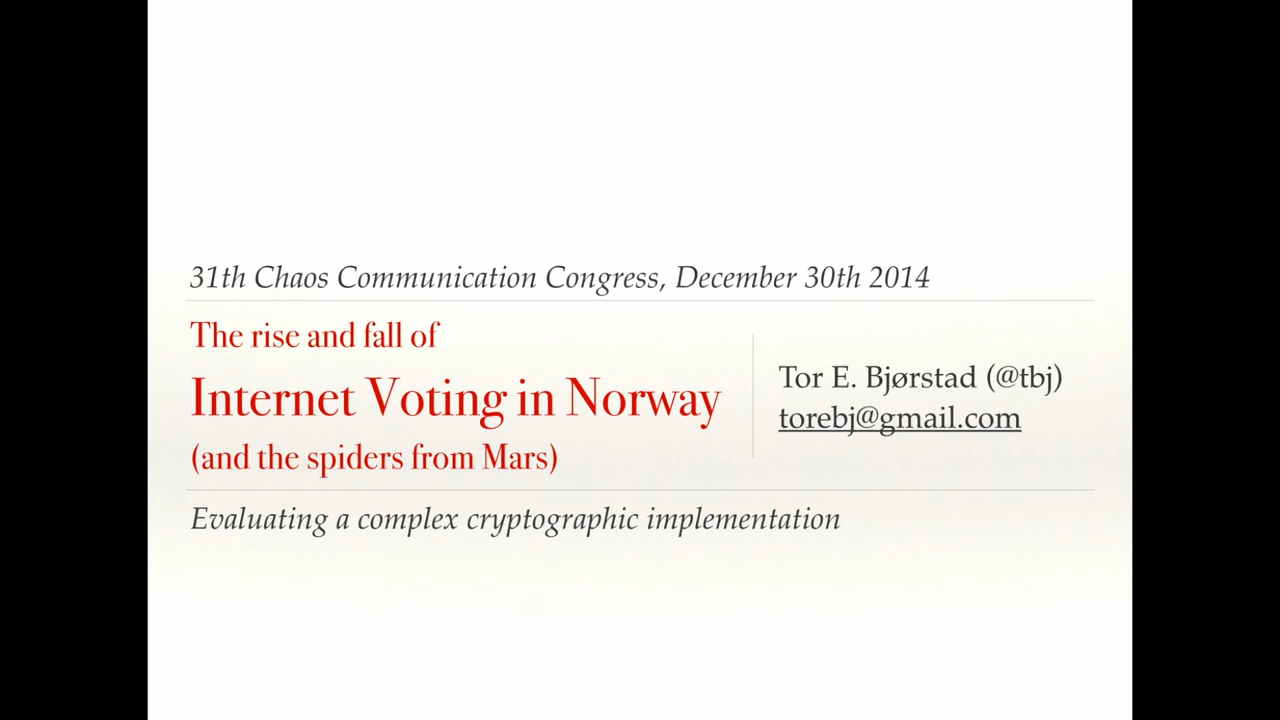 31th Chaos Communication Congress, December 30th 2014
The rise and fall of
Internet Voting in Norway
(and the spiders from Mars)
Tor E. Bjørstad (@tbj)
torebj@gmail.com
Evaluating a complex cryptographic implementation